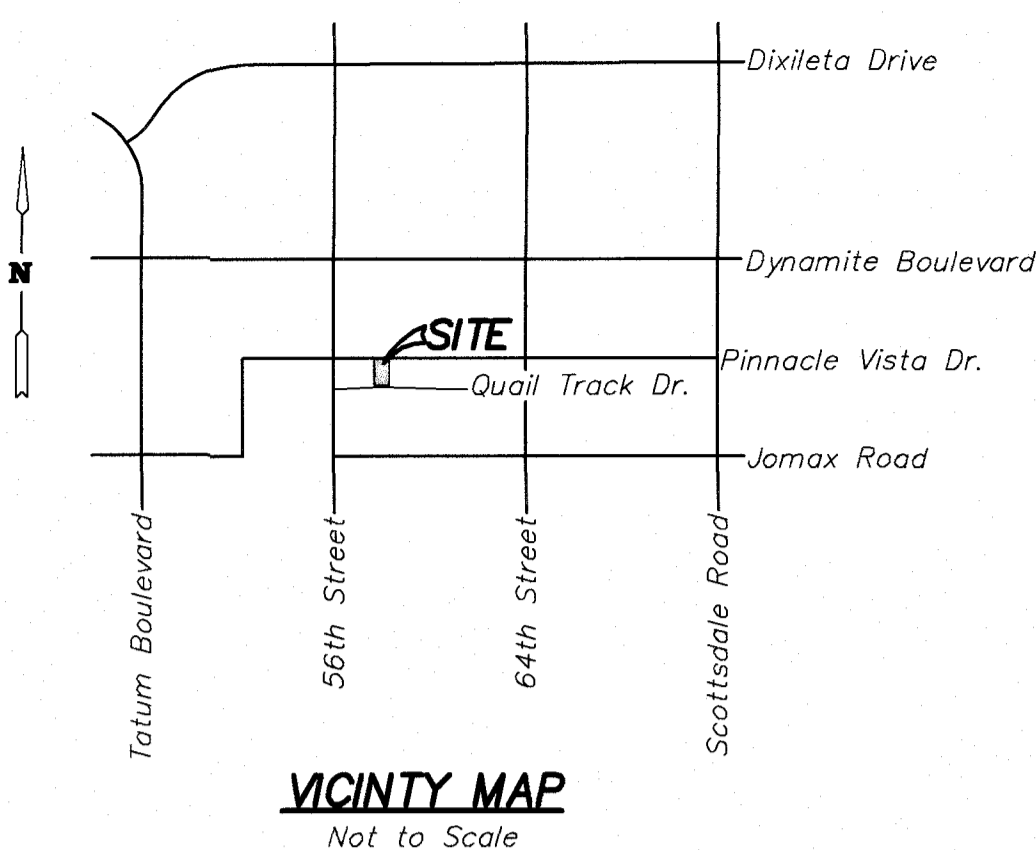 Dixileta Drive
N
Dynamite Boulevard
SITE
Pinnacle Vista Dr.
Quail Track Dr.
Jomax Road
Tatum Boulevard
56th Street
64th Street
Scottsdale Road
VICINTY MAP
Not to Scale